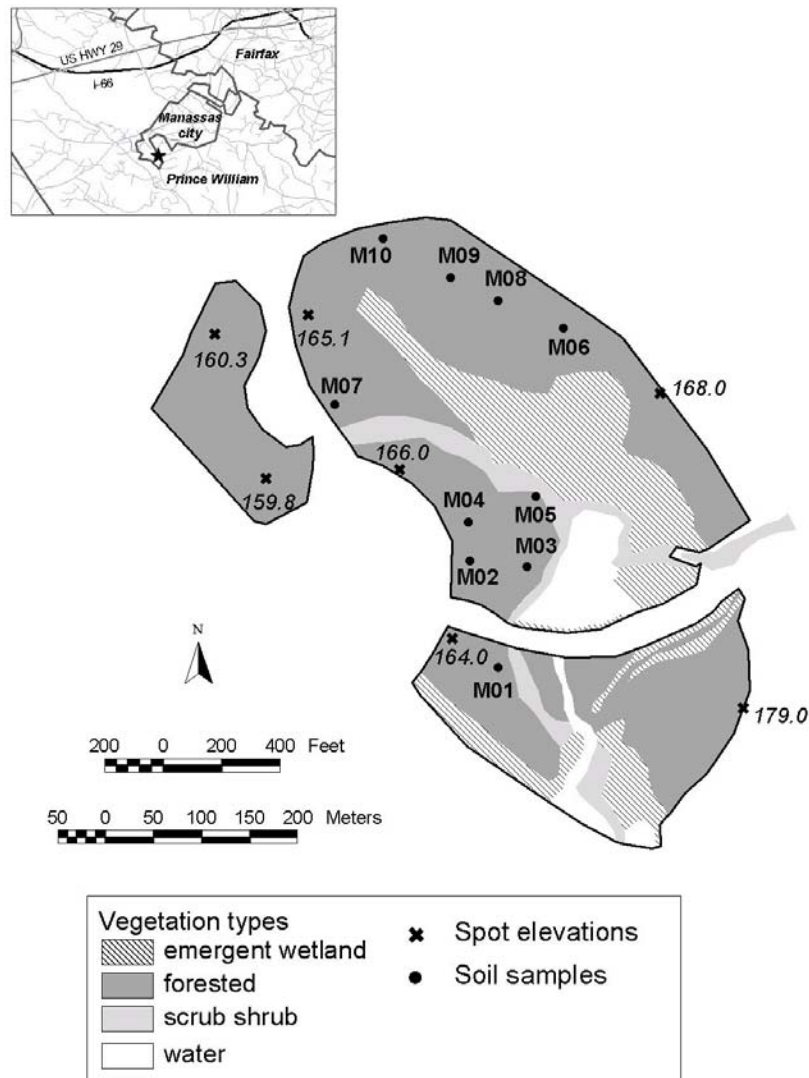 US HWY 29
I-66
Fairfax
Manassas
city
Prince William
M10
M09
M08
M06
165.1
160.3
M07
168.0
166.0
159.8
M04
M05
M03
M02
N
164.0
M01
179.0
200 0 200 400 Feet
50 0 50 100 150 200 Meters
Vegetation types
emergent wetland
forested
scrub shrub
water
Spot elevations
Soil samples